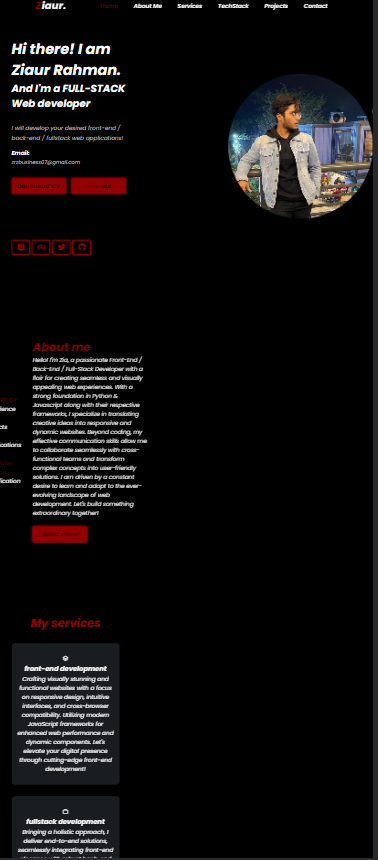 Ziaur.
Home About Me Services TechStack Projects Contact
Hi there! I am
Ziaur Rahman.
And I'm a FULL-STACK
Web developer
I will develop your desired front-end /
back-end / fullstack web applications!
Email:
Download CV
Hire me
About me
Hello! I'm Zia, a passionate Front-End /
Back-End / Full-Stack Developer with a
flair for creating seamless and visually
appealing web experiences. With a
strong foundation in Python &
Javascript along with their respective
frameworks, I specialize in translating
creative ideas into responsive and
dynamic websites. Beyond coding, my
effective communication skills allow me
to collaborate seamlessly with cross-
functional teams and transform
complex concepts into user-friendly
solutions. I am driven by a constant
desire to learn and adapt to the ever-
evolving landscape of web
development. Let's build something
extraordinary together!
ience
cts
ications
ification
Read more
My services
front-end development
Crafting visually stunning and
functional websites with a focus
on responsive design, intuitive
interfaces, and cross-browser
compatibility. Utilizing modern
JavaScript frameworks for
enhanced web performance and
dynamic components. Let's
elevate your digital presence
through cutting-edge front-end
development!
fullstack development
Bringing a holistic approach, I
deliver end-to-end solutions,
seamlessly integrating front-end